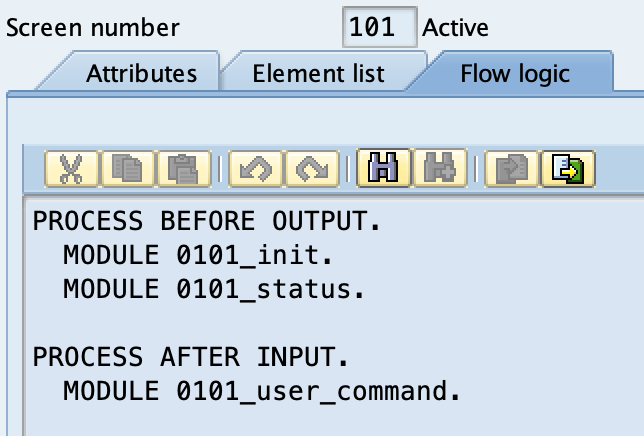 Screen number 101 Active
Attributes Element list Flow logic
PROCESS BEFORE OUTPUT.
MODULE 0101_init.
MODULE 0101_status.
PROCESS AFTER INPUT.
MODULE 0101_user_command.